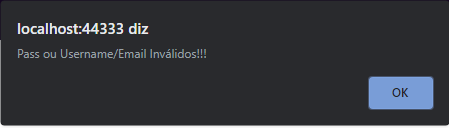 localhost:44333 diz
Pass ou Username/Email Inválidos!!!
OK